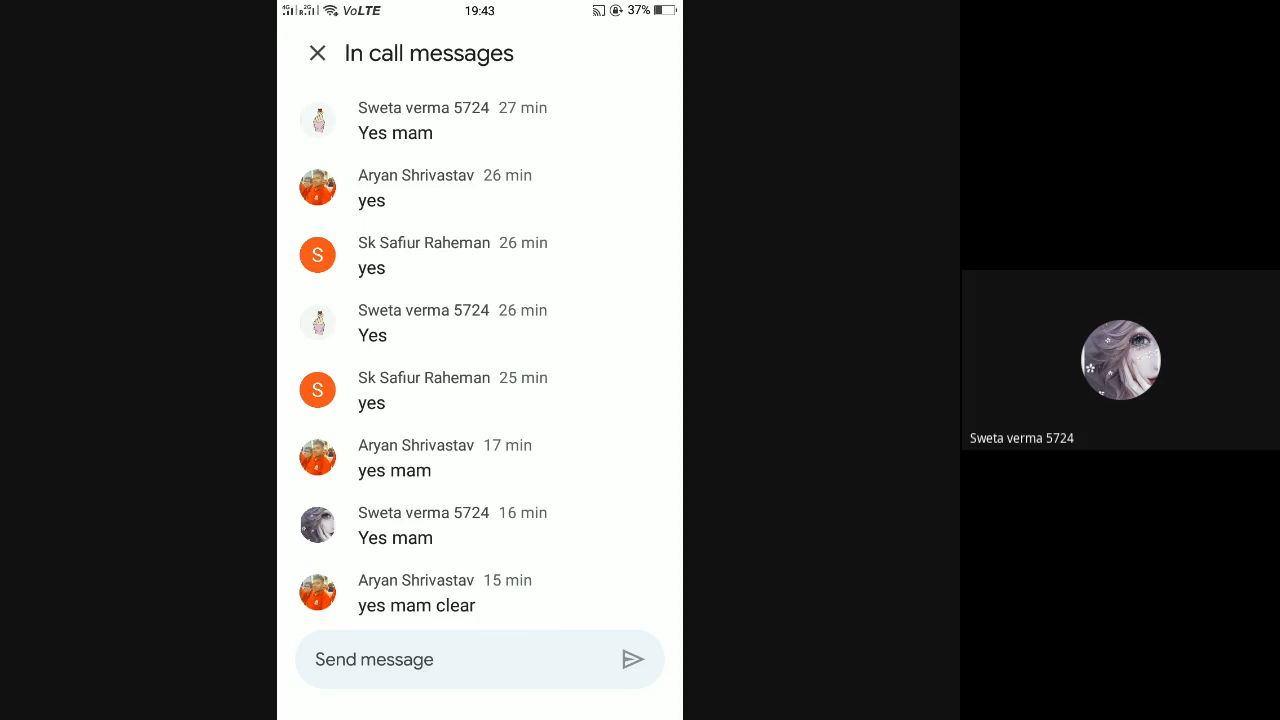 VoLTE 19:43 37%
In call messages
Sweta verma 5724 27 min
Yes mam
Aryan Shrivastav 26 min
yes
S
Sk Safiur Raheman 26 min
yes
Sweta verma 5724 26 min
Yes
S
Sk Safiur Raheman 25 min
yes
Aryan Shrivastav 17 min
yes mam
Sweta verma 5724 16 min
Yes mam
Aryan Shrivastav 15 min
yes mam clear
Send message
Sweta verma 5724